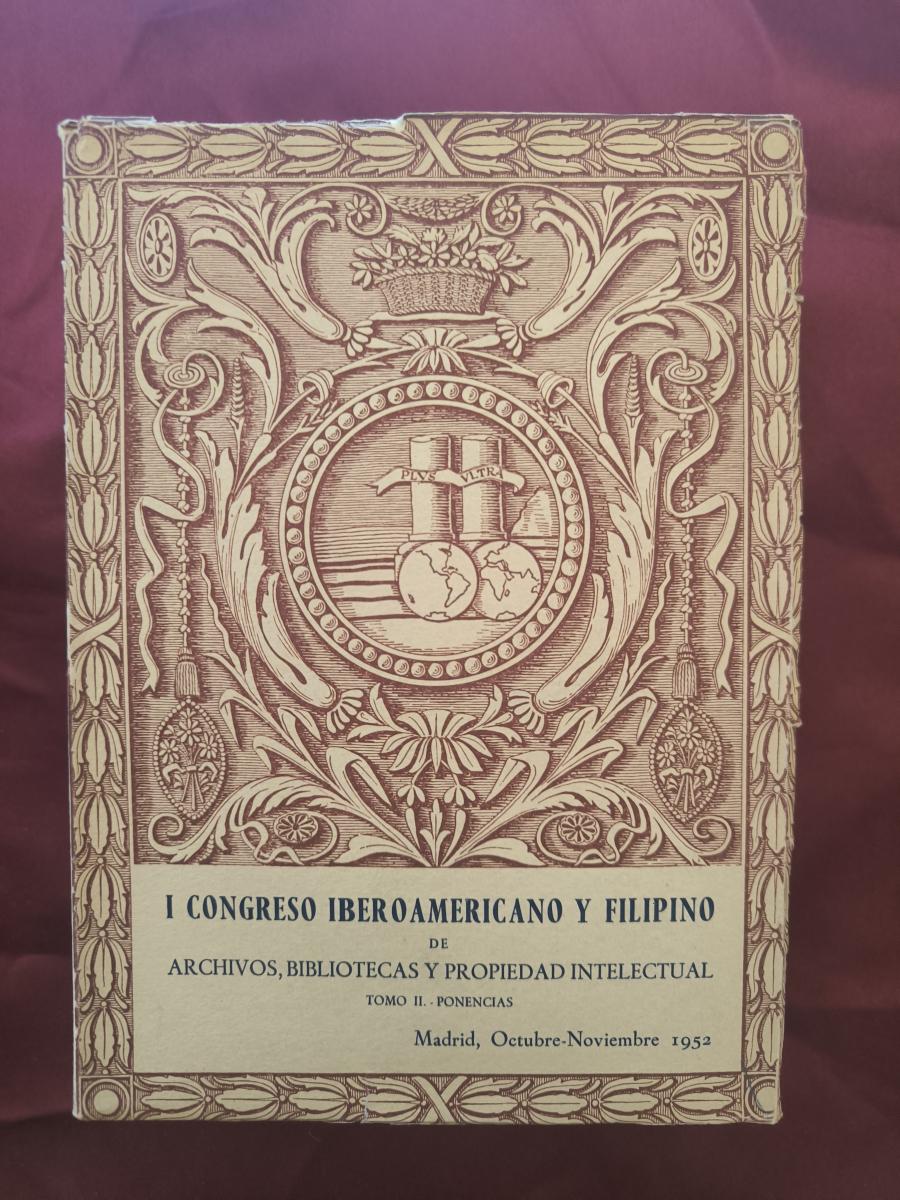 PLVS VLTRA
I CONGRESO IBEROAMERICANO Y FILIPINO
DE
ARCHIVOS, BIBLIOTECAS Y PROPIEDAD INTELECTUAL
TOMO II. - PONENCIAS
Madrid, Octubre-Noviembre 1952